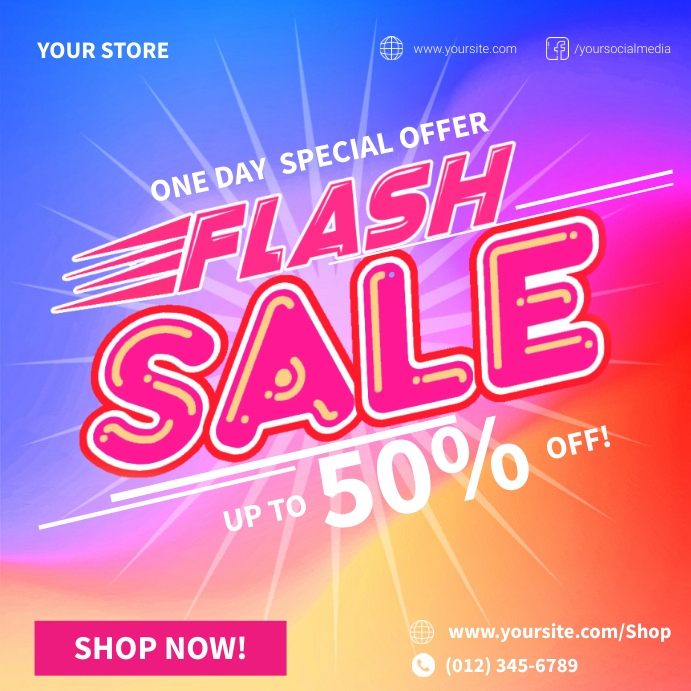 YOUR STORE
www.yoursite.com
/yoursocialmedia
ONE DAY SPECIAL OFFER
FLASH
SALE
UP TO 50% OFF!
SHOP NOW!
www.yoursite.com/Shop
(012) 345-6789